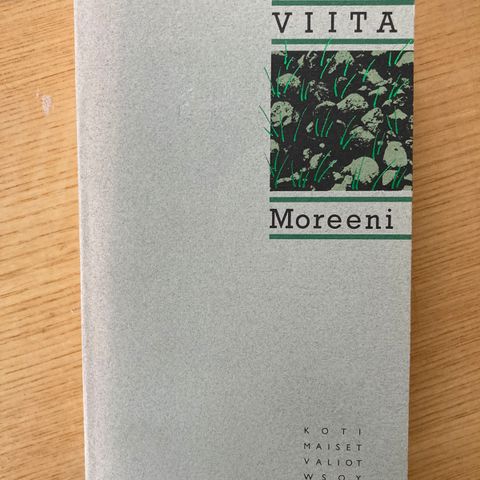 VIITA
Moreeni
KOTI
MAISET
VALIOT
WSOY